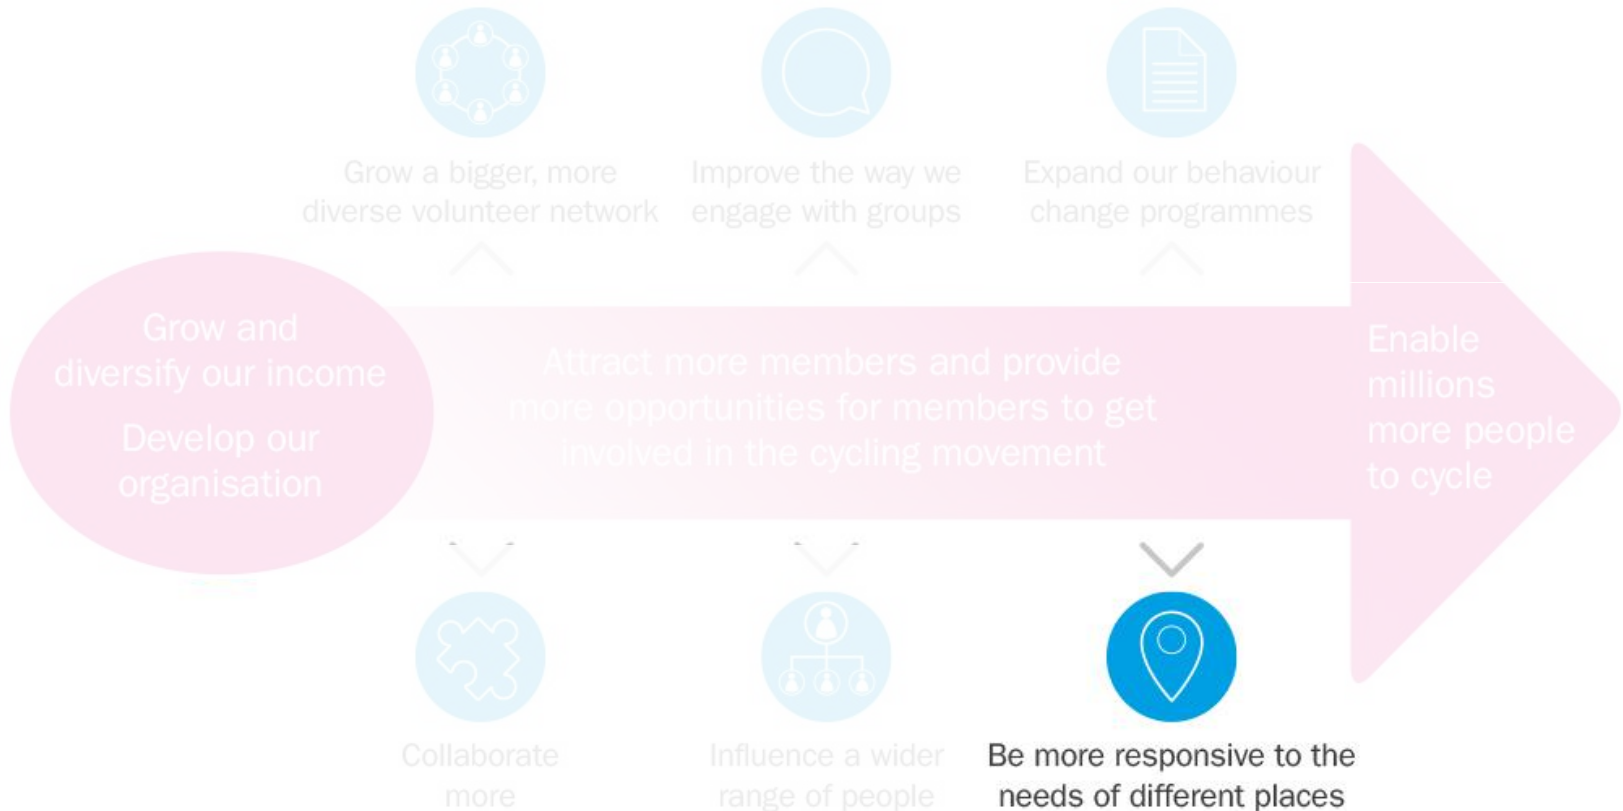 Grow a bigger, more
diverse volunteer network
Improve the way we
engage with groups
Expand our behaviour
change programmes
Grow and
diversify our income
Develop our
organisation
Attract more members and provide
more opportunities for members to get
involved in the cycling movement
Enable
millions
more people
to cycle
Collaborate
more
Influence a wider
range of people
Be more responsive to the
needs of different places